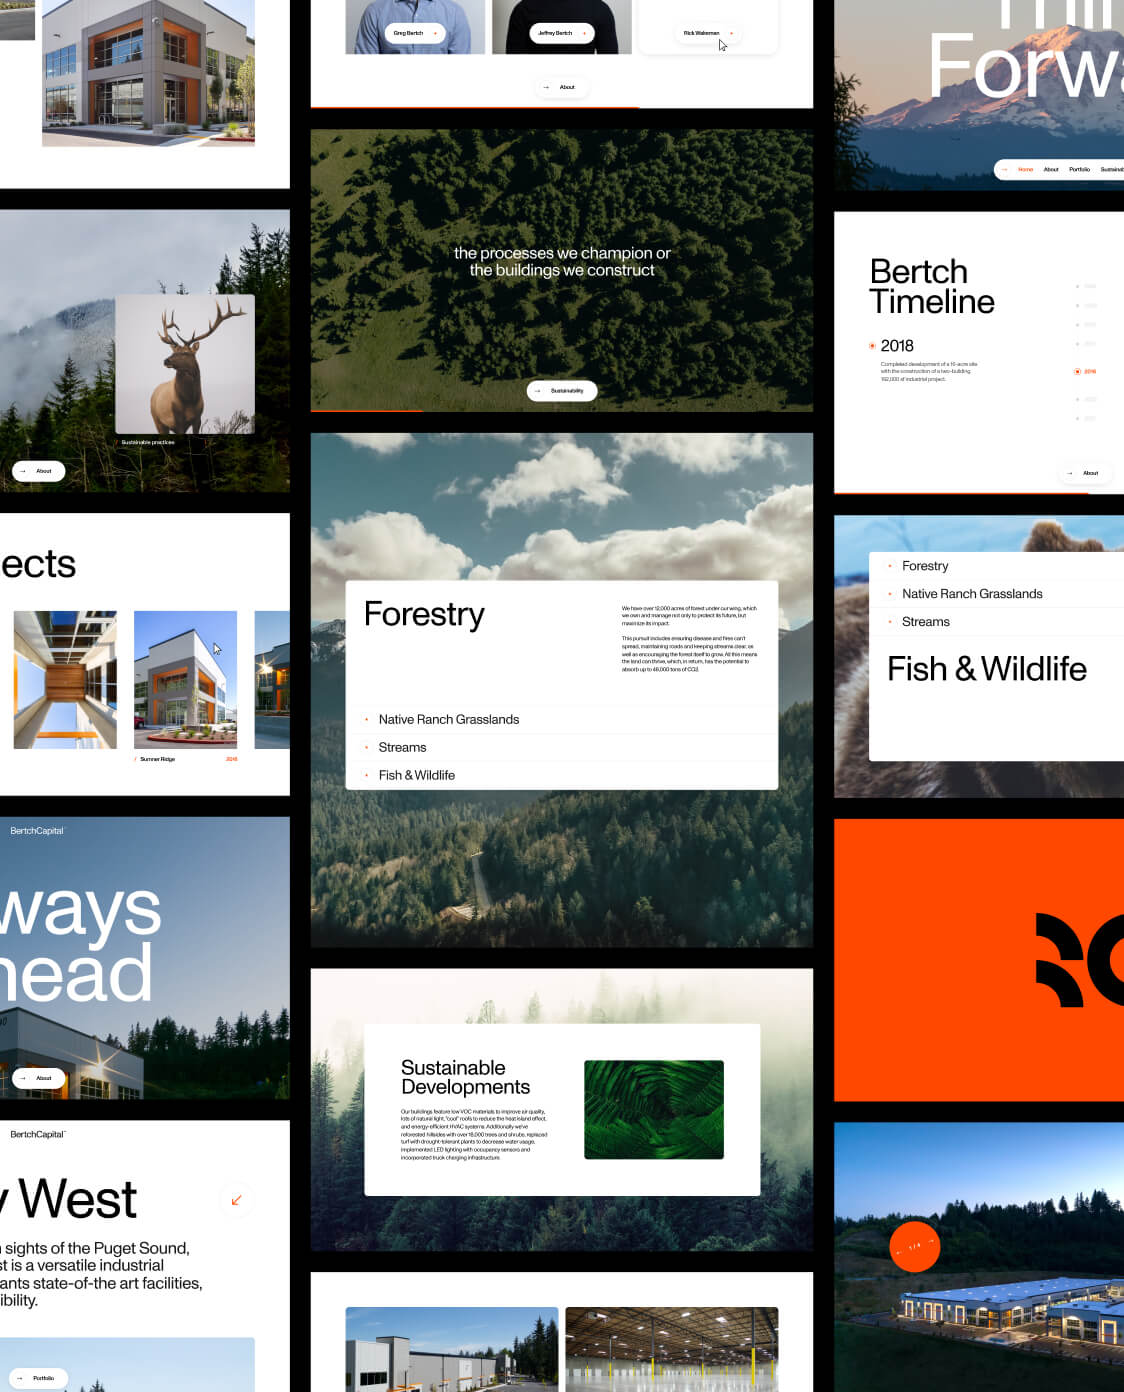 Sustainable practices
→ About
ects
/ Sumner Ridge
2016
BertchCapital™
ways
head
→ About
BertchCapital™
y West
sights of the Puget Sound,
st is a versatile industrial
ants state-of-the art facilities,
ibility.
→ Portfolio
Greg Bertch
Jeffrey Bertch
Rick Wakeman
→ About
the processes we champion or
the buildings we construct
→ Sustainability
Forestry
We have over 12,000 acres of forest under our wing, which
we own and manage not only to protect its future, but
maximize its impact.
This pursuit includes ensuring disease and fires can't
spread, maintaining roads and keeping streams clear, as
well as encouraging the forest itself to grow. All this means
the land can thrive, which, in return, has the potential to
absorb up to 48,000 tons of CO2.
Native Ranch Grasslands
Streams
Fish & Wildlife
Sustainable
Developments
Our buildings feature low VOC materials to improve air quality,
lots of natural light, "cool" roofs to reduce the heat island effect,
and energy-efficient HVAC systems. Additionally we've
reforested hillsides with over 18,000 trees and shrubs, replaced
turf with drought-tolerant plants to decrease water usage,
implemented LED lighting with occupancy sensors and
incorporated truck charging infrastructure.
Forwa
→ Home About Portfolio Sustainab
Bertch
Timeline
2018
Completed development of a 10-acre site
with the construction of a two-building
192,000 sf industrial project.
2018
→ About
Forestry
Native Ranch Grasslands
Streams
Fish & Wildlife
← 1/4 →